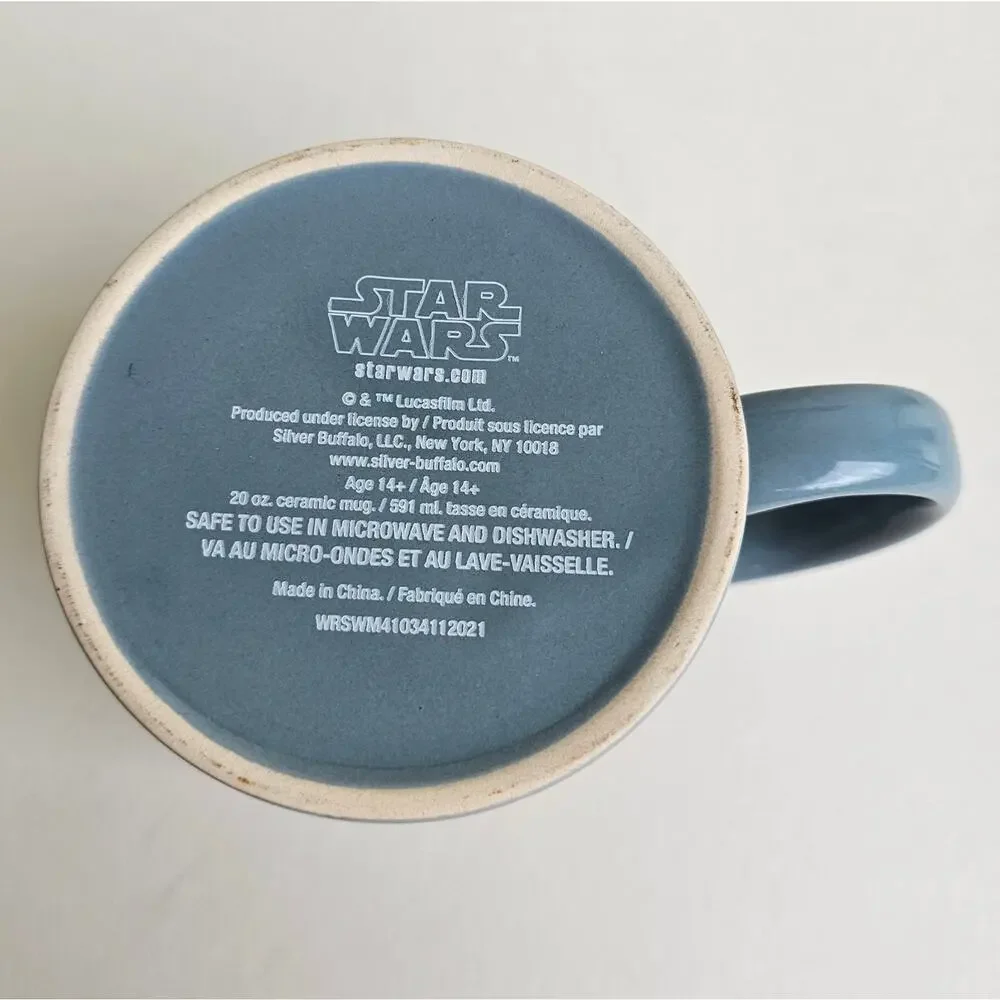 STAR
WARS™
starwars.com
© & ™ Lucasfilm Ltd.
Produced under license by / Produit sous licence par
Silver Buffalo, LLC., New York, NY 10018
www.silver-buffalo.com
Age 14+ / Âge 14+
20 oz. ceramic mug. / 591 ml. tasse en céramique.
SAFE TO USE IN MICROWAVE AND DISHWASHER. /
VA AU MICRO-ONDES ET AU LAVE-VAISSELLE.
Made in China. / Fabriqué en Chine.
WRSWM41034112021